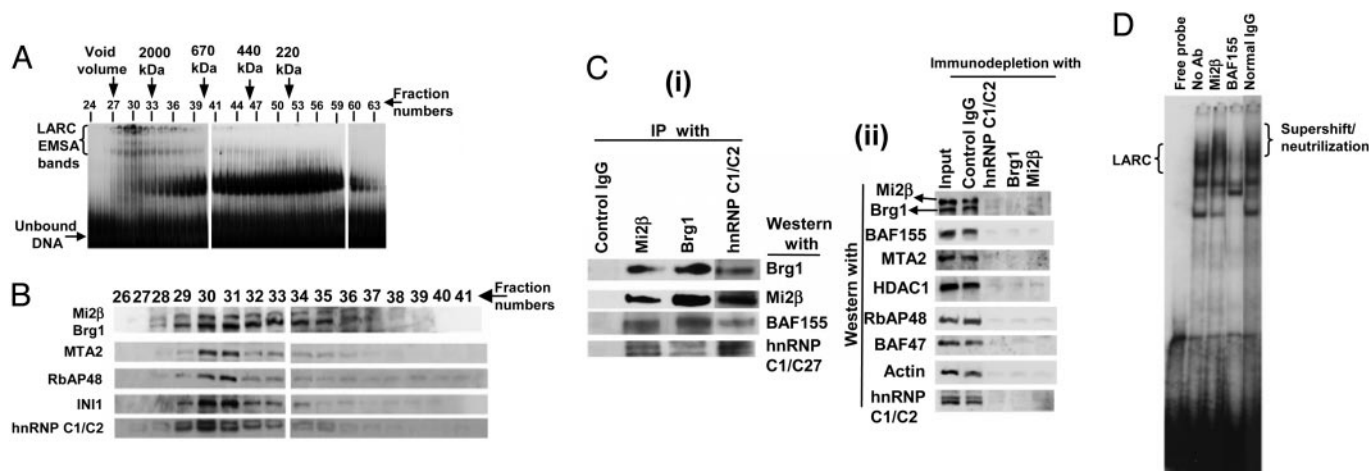 A
Void volume
2000 kDa
670 kDa
440 kDa
220 kDa
24 27 30 33 36 39 41 44 47 50 53 56 59 60 63
Fraction numbers
LARC EMSA bands
Unbound DNA
B
26 27 28 29 30 31 32 33 34 35 36 37 38 39 40 41
Fraction numbers
Mi2β
Brg1
MTA2
RbAP48
INI1
hnRNP C1/C2
C
(i)
IP with
Control IgG
Mi2β
Brg1
hnRNP C1/C2
Western with
Brg1
Mi2β
BAF155
hnRNP C1/C27
(ii)
Immunodepletion with
Input
Control IgG
hnRNP C1/C2
Brg1
Mi2β
Western with
Mi2β
Brg1
BAF155
MTA2
HDAC1
RbAP48
BAF47
Actin
hnRNP C1/C2
D
Free probe
No Ab
Mi2β
BAF155
Normal IgG
LARC
Supershift/
neutrilization